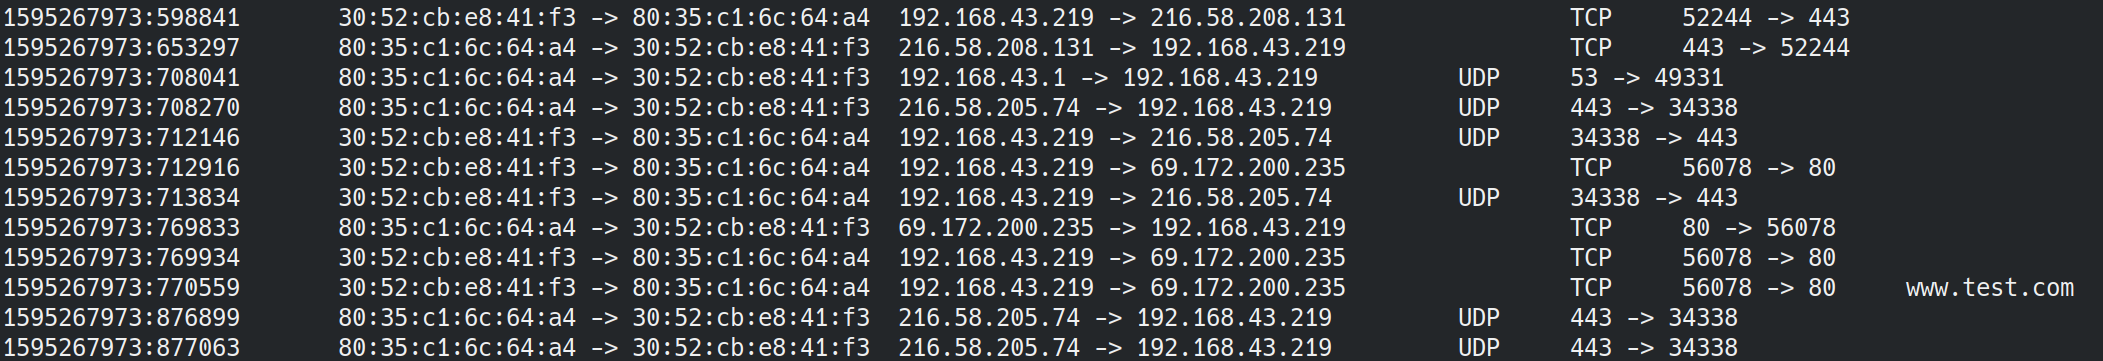 1595267973:598841 30:52:cb:e8:41:f3 -> 80:35:c1:6c:64:a4 192.168.43.219 -> 216.58.208.131 TCP 52244 -> 443
1595267973:653297 80:35:c1:6c:64:a4 -> 30:52:cb:e8:41:f3 216.58.208.131 -> 192.168.43.219 TCP 443 -> 52244
1595267973:708041 80:35:c1:6c:64:a4 -> 30:52:cb:e8:41:f3 192.168.43.1 -> 192.168.43.219 UDP 53 -> 49331
1595267973:708270 80:35:c1:6c:64:a4 -> 30:52:cb:e8:41:f3 216.58.205.74 -> 192.168.43.219 UDP 443 -> 34338
1595267973:712146 30:52:cb:e8:41:f3 -> 80:35:c1:6c:64:a4 192.168.43.219 -> 216.58.205.74 UDP 34338 -> 443
1595267973:712916 30:52:cb:e8:41:f3 -> 80:35:c1:6c:64:a4 192.168.43.219 -> 69.172.200.235 TCP 56078 -> 80
1595267973:713834 30:52:cb:e8:41:f3 -> 80:35:c1:6c:64:a4 192.168.43.219 -> 216.58.205.74 UDP 34338 -> 443
1595267973:769833 80:35:c1:6c:64:a4 -> 30:52:cb:e8:41:f3 69.172.200.235 -> 192.168.43.219 TCP 80 -> 56078
1595267973:769934 30:52:cb:e8:41:f3 -> 80:35:c1:6c:64:a4 192.168.43.219 -> 69.172.200.235 TCP 56078 -> 80
1595267973:770559 30:52:cb:e8:41:f3 -> 80:35:c1:6c:64:a4 192.168.43.219 -> 69.172.200.235 TCP 56078 -> 80 www.test.com
1595267973:876899 80:35:c1:6c:64:a4 -> 30:52:cb:e8:41:f3 216.58.205.74 -> 192.168.43.219 UDP 443 -> 34338
1595267973:877063 80:35:c1:6c:64:a4 -> 30:52:cb:e8:41:f3 216.58.205.74 -> 192.168.43.219 UDP 443 -> 34338